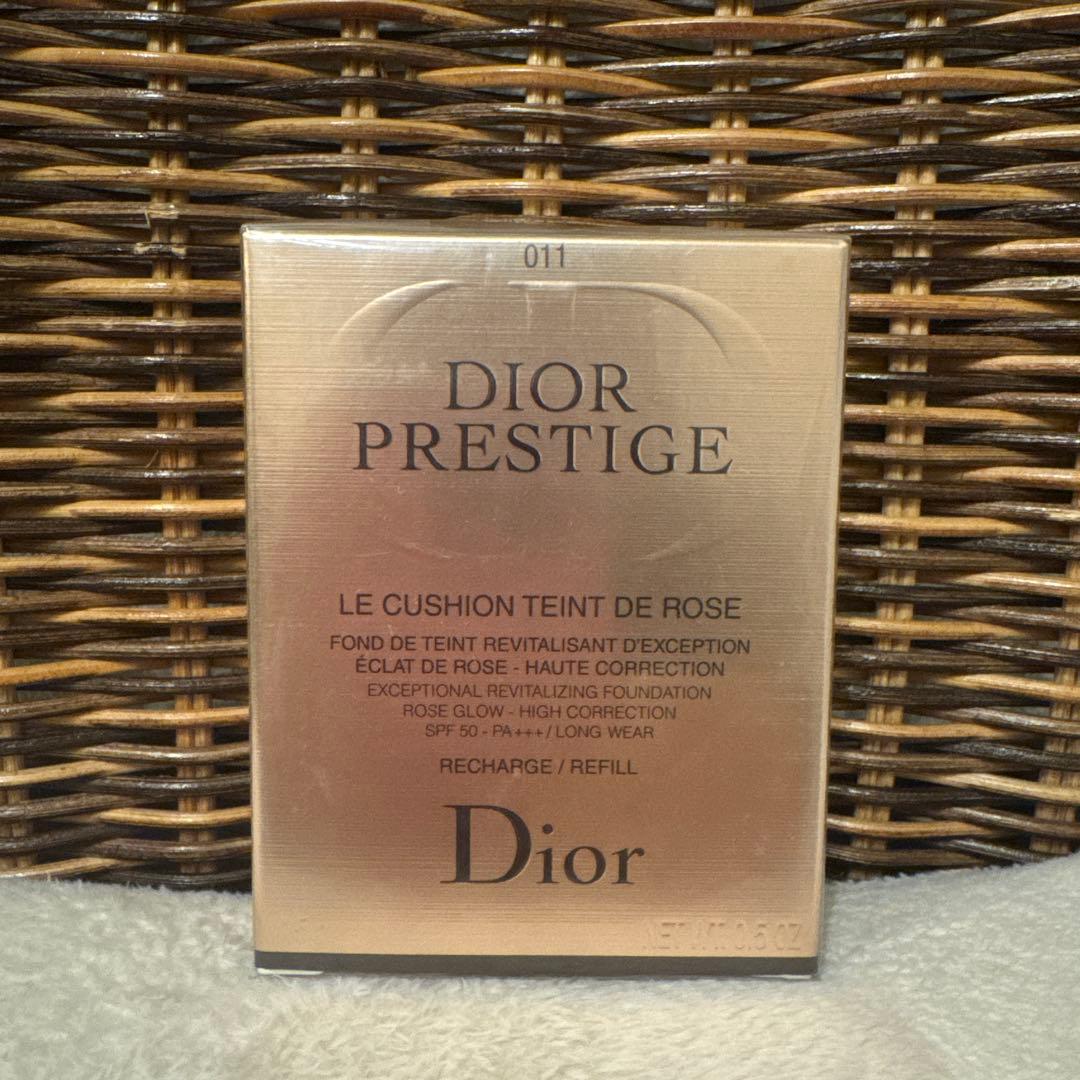 011
DIOR
PRESTIGE
LE CUSHION TEINT DE ROSE
FOND DE TEINT REVITALISANT D'EXCEPTION
ÉCLAT DE ROSE - HAUTE CORRECTION
EXCEPTIONAL REVITALIZING FOUNDATION
ROSE GLOW - HIGH CORRECTION
SPF 50 - PA+++ / LONG WEAR
RECHARGE / REFILL
Dior
NET WT. 0.5 OZ